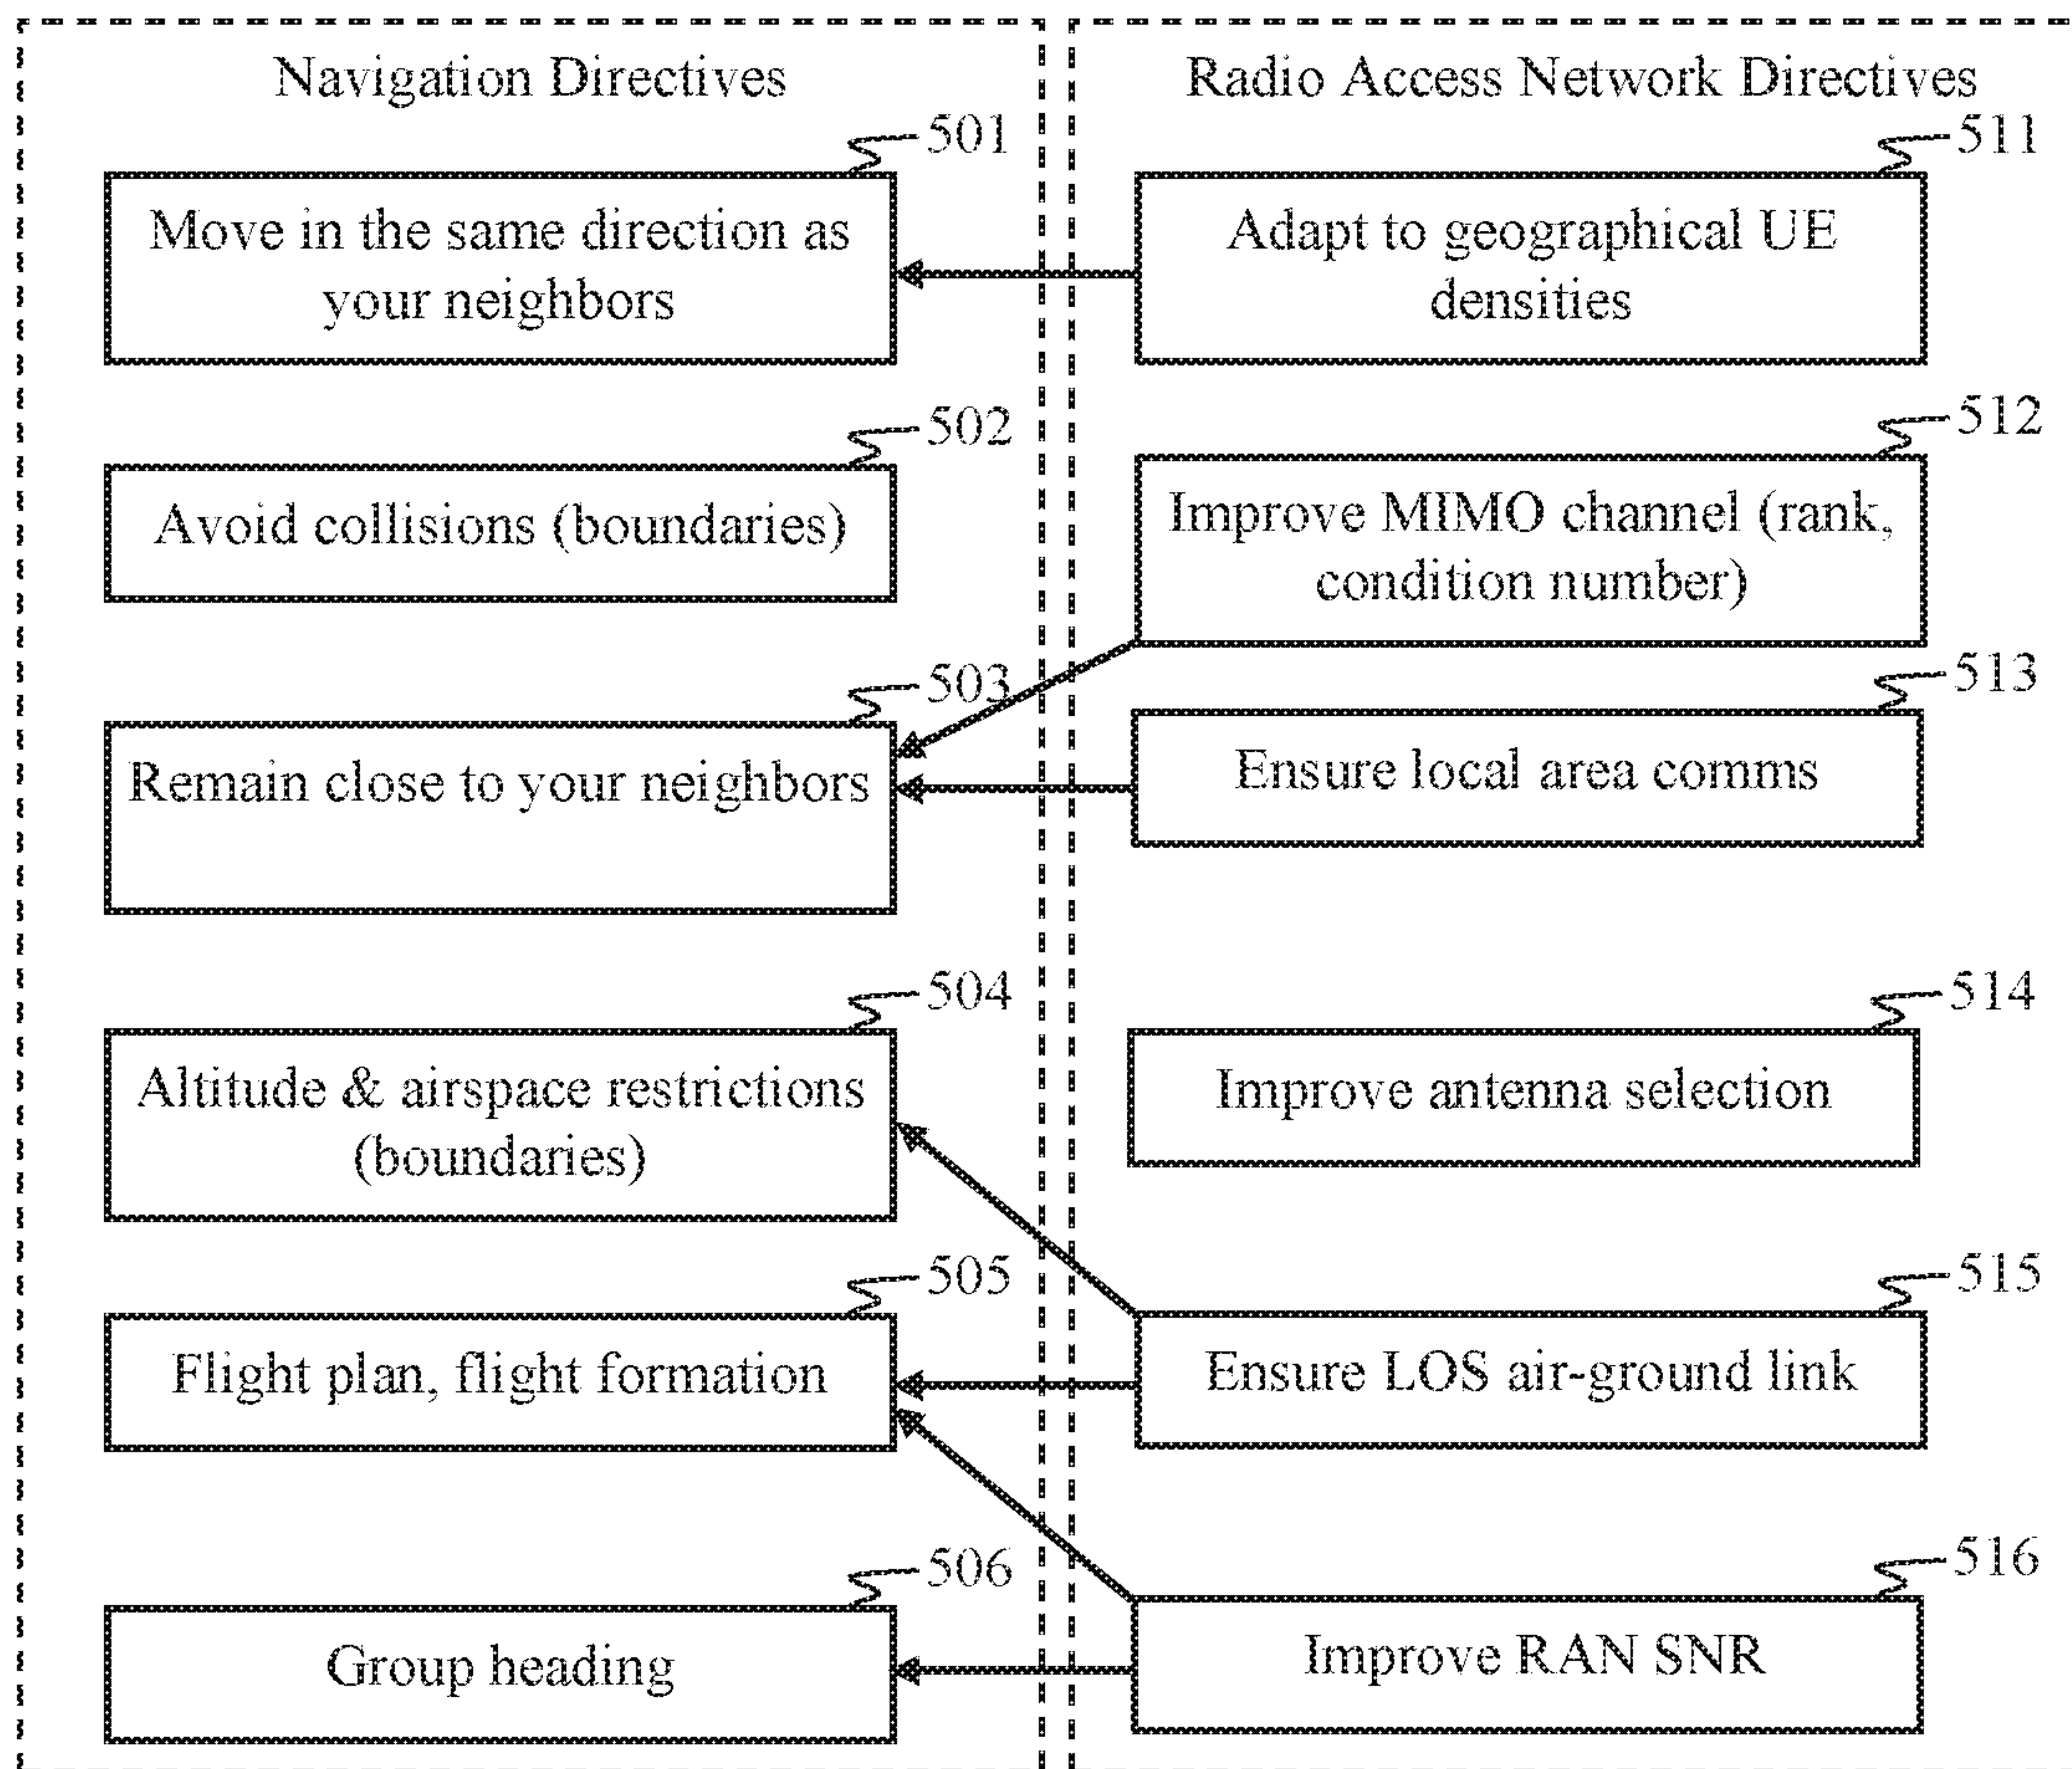 Navigation Directives
501
Move in the same direction as
your neighbors
502
Avoid collisions (boundaries)
503
Remain close to your neighbors
504
Altitude & airspace restrictions
(boundaries)
505
Flight plan, flight formation
506
Group heading
Radio Access Network Directives
511
Adapt to geographical UE
densities
512
Improve MIMO channel (rank,
condition number)
513
Ensure local area comms
514
Improve antenna selection
515
Ensure LOS air-ground link
516
Improve RAN SNR